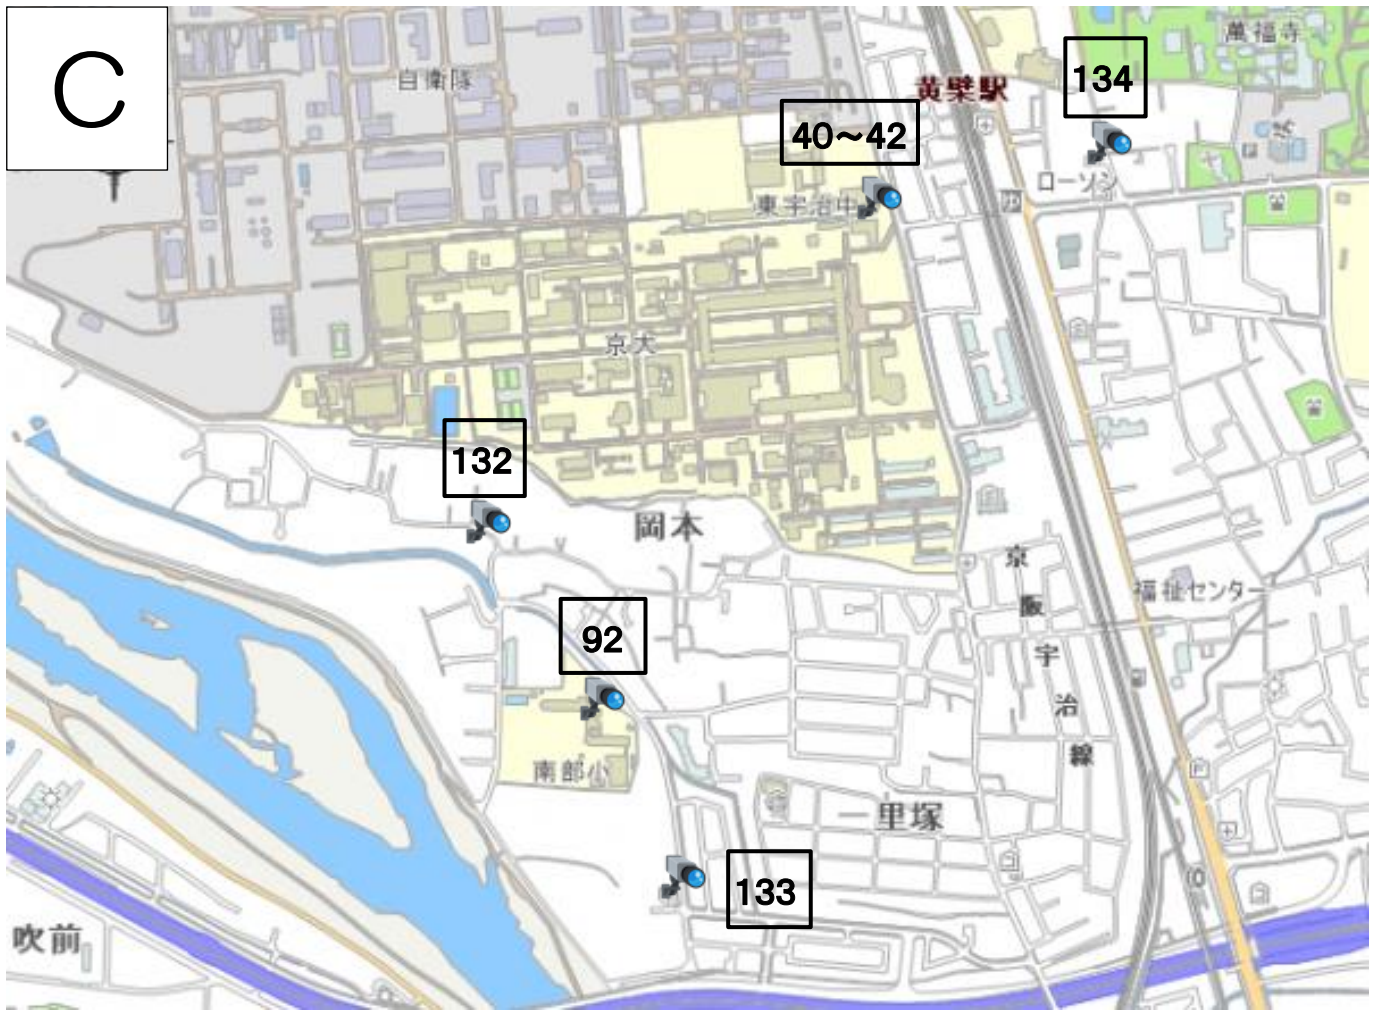 C
萬福寺
自衛隊
黄檗駅
134
40～42
ローソン
東宇治中
京大
132
岡本
京阪宇治線
福祉センター
92
南部小
一里塚
133
吹前